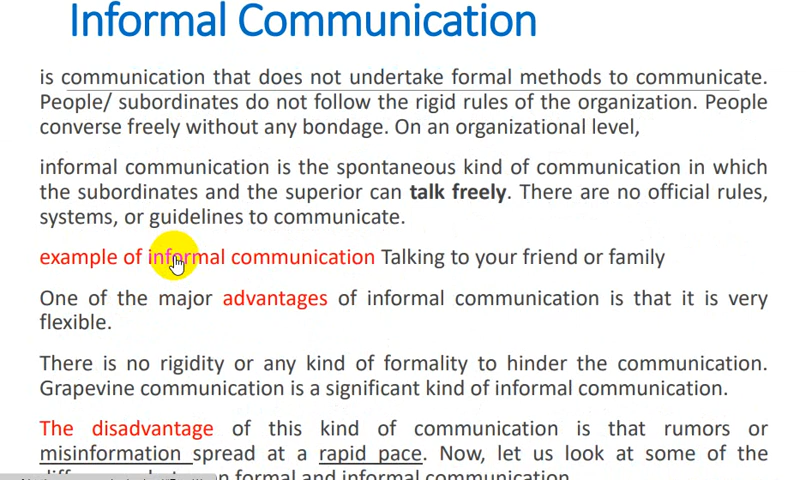 Informal Communication
is communication that does not undertake formal methods to communicate.
People/ subordinates do not follow the rigid rules of the organization. People
converse freely without any bondage. On an organizational level,
informal communication is the spontaneous kind of communication in which
the subordinates and the superior can talk freely. There are no official rules,
systems, or guidelines to communicate.
example of informal communication Talking to your friend or family
One of the major advantages of informal communication is that it is very
flexible.
There is no rigidity or any kind of formality to hinder the communication.
Grapevine communication is a significant kind of informal communication.
The disadvantage of this kind of communication is that rumors or
misinformation spread at a rapid pace. Now, let us look at some of the
formal and informal communication